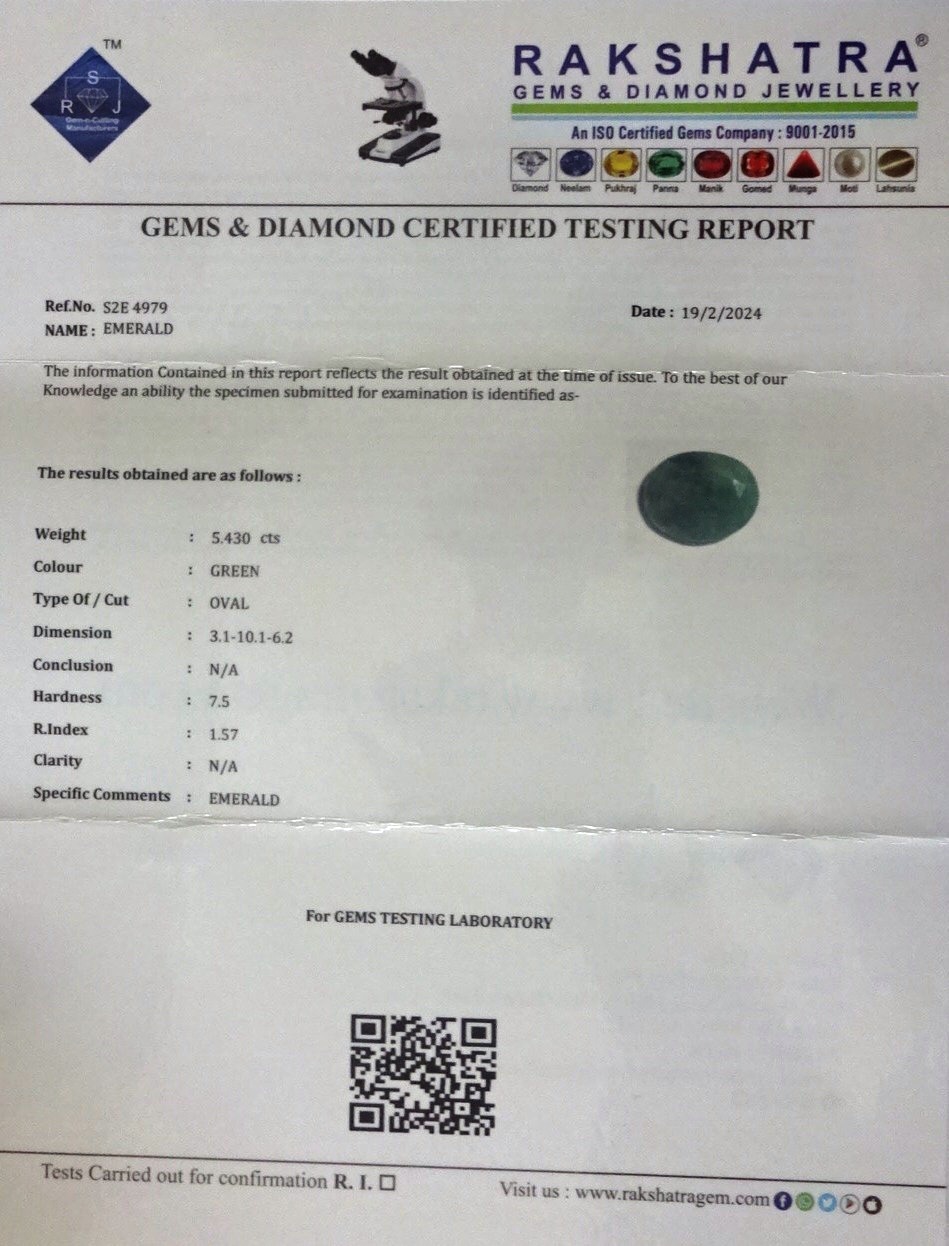 TM
S
R J
Gem-n-Cutting
Manufacturers
RAKSHATRA®
GEMS & DIAMOND JEWELLERY
An ISO Certified Gems Company : 9001-2015
Diamond Neelam Pukhraj Panna Manik Gomed Munga Moti Lahsunia
GEMS & DIAMOND CERTIFIED TESTING REPORT
Ref.No. S2E 4979
Date : 19/2/2024
NAME : EMERALD
The information Contained in this report reflects the result obtained at the time of issue. To the best of our
Knowledge an ability the specimen submitted for examination is identified as-
The results obtained are as follows :
Weight : 5.430 cts
Colour : GREEN
Type Of / Cut : OVAL
Dimension : 3.1-10.1-6.2
Conclusion : N/A
Hardness : 7.5
R.Index : 1.57
Clarity : N/A
Specific Comments : EMERALD
For GEMS TESTING LABORATORY
Tests Carried out for confirmation R. I. ☐
Visit us : www.rakshatragem.com